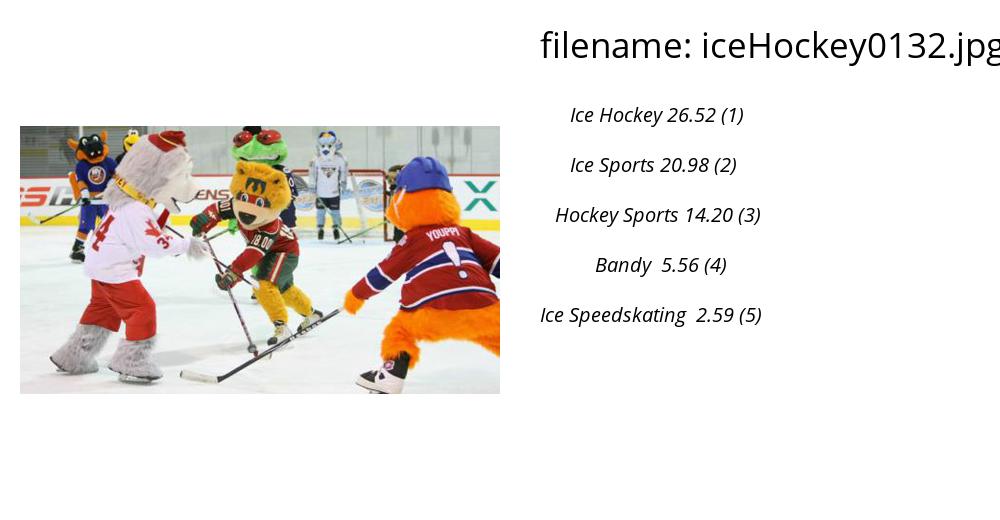 filename: iceHockey0132.jpg
Ice Hockey 26.52 (1)
Ice Sports 20.98 (2)
Hockey Sports 14.20 (3)
Bandy 5.56 (4)
Ice Speedskating 2.59 (5)
YOUPPI
!